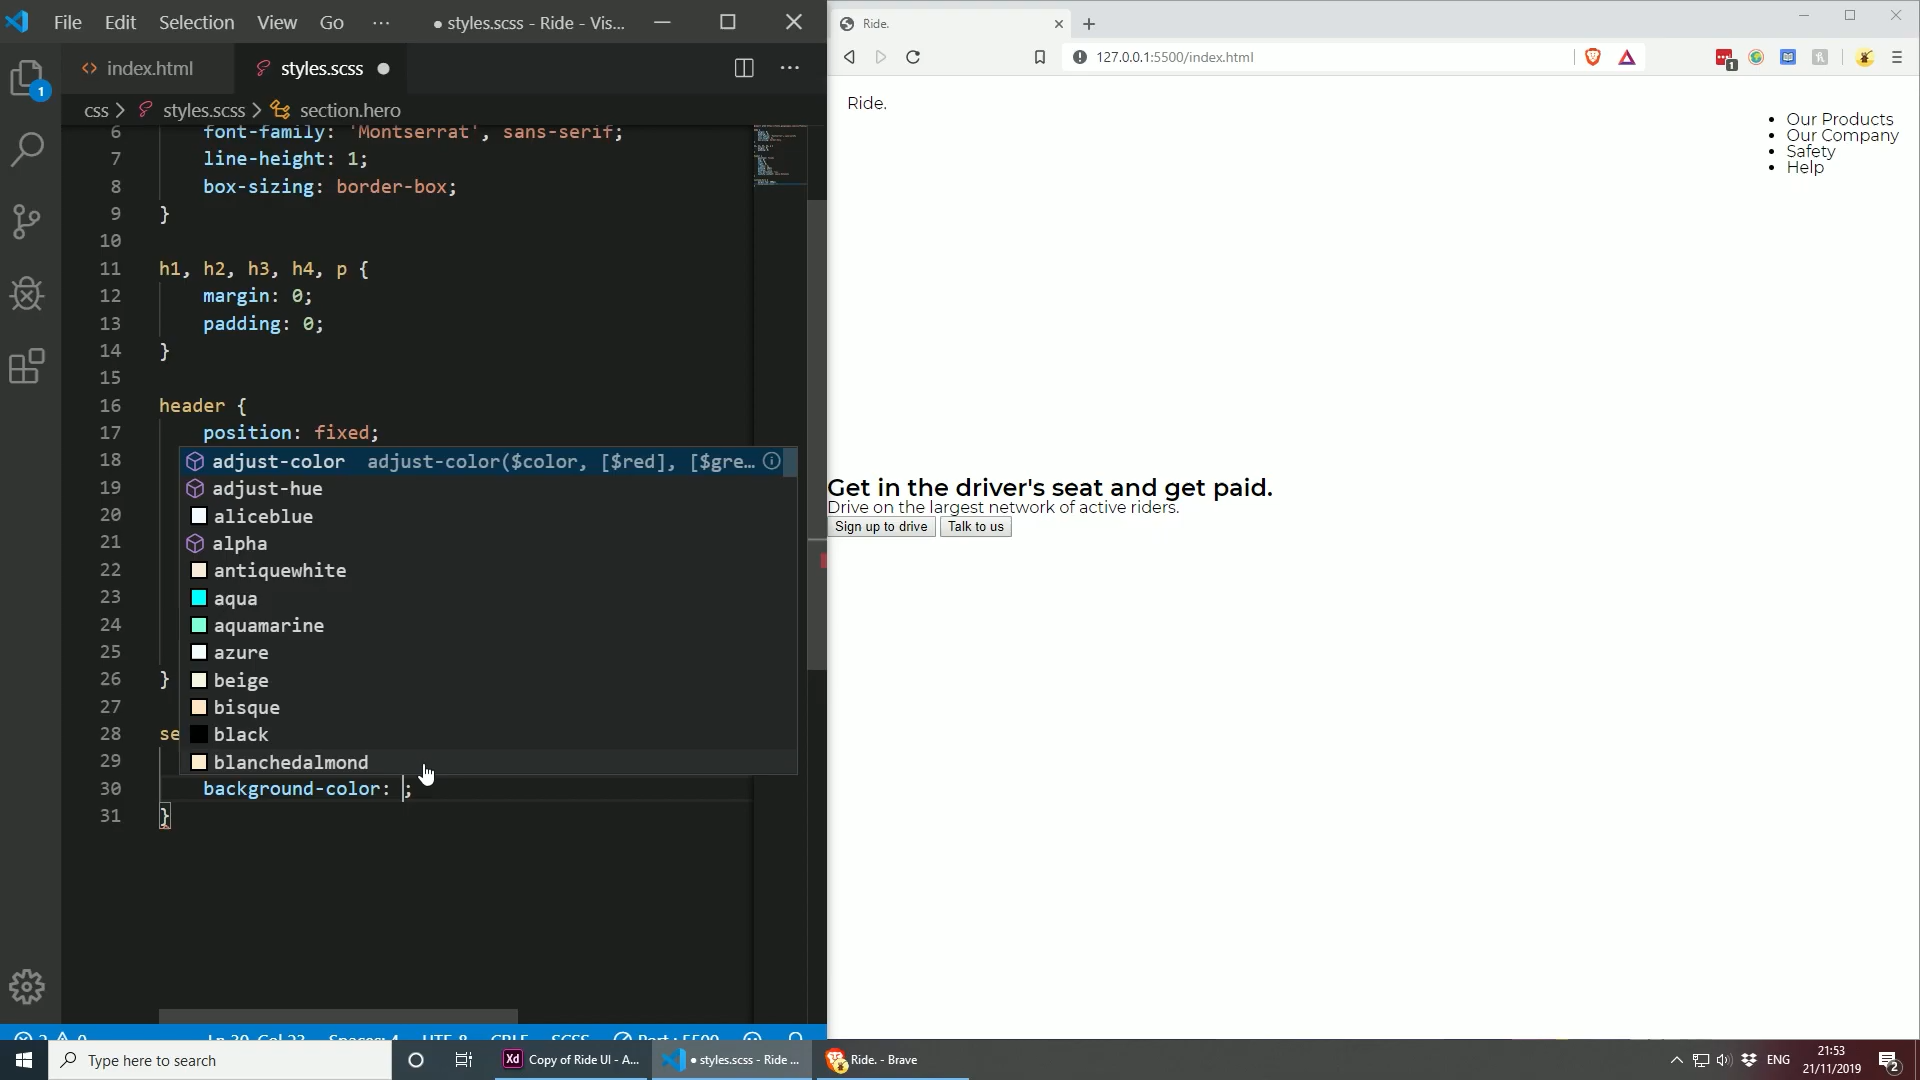 File Edit Selection View Go ··· ● styles.scss - Ride - Vis...
index.html styles.scss ●
css > styles.scss > section.hero
6 font-family: 'Montserrat', sans-serif;
7 line-height: 1;
8 box-sizing: border-box;
9 }
10
11 h1, h2, h3, h4, p {
12 margin: 0;
13 padding: 0;
14 }
15
16 header {
17 position: fixed;
18 adjust-color adjust-color($color, [$red], [$gre...
19 adjust-hue
20 aliceblue
21 alpha
22 antiquewhite
23 aqua
24 aquamarine
25 azure
26 } beige
27 bisque
28 se black
29 blanchedalmond
30 background-color: ;
31 }
1
Ride.
127.0.0.1:5500/index.html
1
Ride.
Our Products
Our Company
Safety
Help
Get in the driver's seat and get paid.
Drive on the largest network of active riders.
Sign up to drive Talk to us
Type here to search
Xd Copy of Ride UI - A...
● styles.scss - Ride ...
Ride. - Brave
ENG
21:53
21/11/2019
2